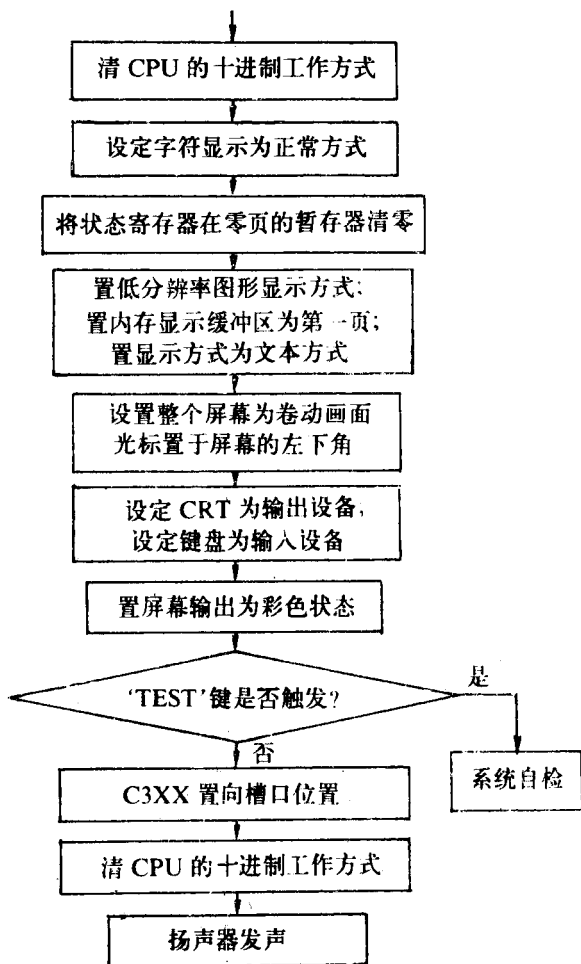 清 CPU 的十进制工作方式
设定字符显示为正常方式
将状态寄存器在零页的暂存器清零
置低分辨率图形显示方式;
置内存显示缓冲区为第一页;
置显示方式为文本方式
设置整个屏幕为卷动画面
光标置于屏幕的左下角
设定 CRT 为输出设备,
设定键盘为输入设备
置屏幕输出为彩色状态
‘TEST’键是否触发?
是
否
系统自检
C3XX 置向槽口位置
清 CPU 的十进制工作方式
扬声器发声